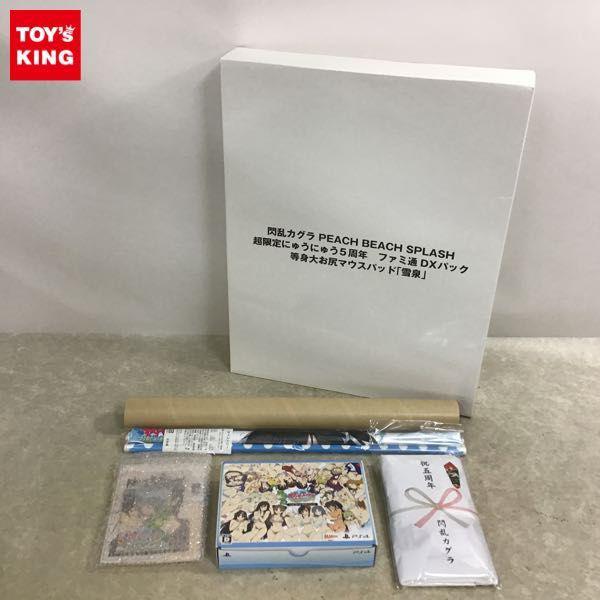 TOY'S
KING
閃乱カグラ PEACH BEACH SPLASH
超限定にゅうにゅう5周年 ファミ通DXパック
等身大お尻マウスパッド「雪泉」
祝五周年
閃乱カグラ
PS4
PS4